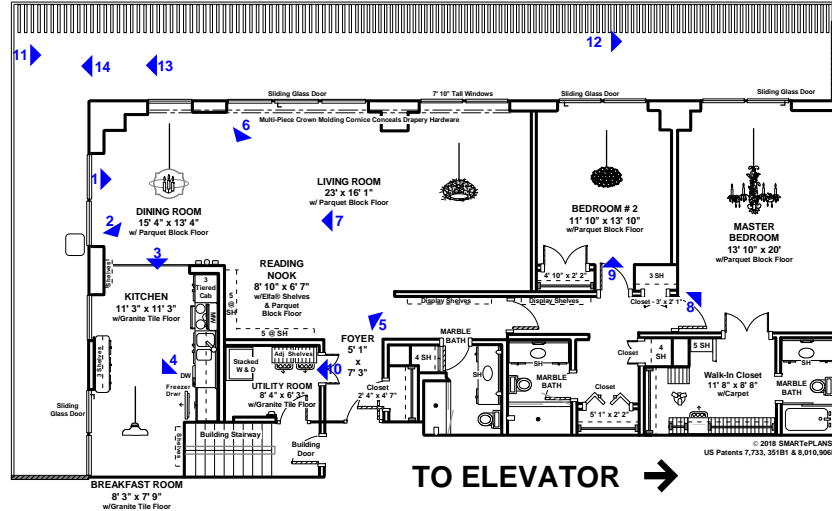 11
14
13
12
Sliding Glass Door
7' 10" Tall Windows
Sliding Glass Door
Sliding Glass Door
Multi-Piece Crown Molding Cornice Conceals Drapery Hardware
6
1
2
3
DINING ROOM
15' 4" x 13' 4"
w/ Parquet Block Floor
LIVING ROOM
23' x 16' 1"
w/ Parquet Block Floor
7
BEDROOM # 2
11' 10" x 13' 10"
w/Parquet Block Floor
MASTER
BEDROOM
13' 10" x 20'
w/Parquet Block Floor
Shelves
READING
NOOK
8' 10" x 6' 7"
w/Elfa® Shelves
& Parquet
Block Floor
5 @ SH
5 @ SH
3
Tiered
Cab
MW
KITCHEN
11' 3" x 11' 3"
w/Granite Tile Floor
3 Shelves
4
DW
Freezer
Drwr
4' 10" x 2' 2"
9
3 SH
Closet - 3' x 2' 1"
8
Display Shelves
Display Shelves
5
FOYER
5' 1"
x
7' 3"
MARBLE
BATH
4 SH
SH
Closet
2' 4" x 4' 7"
Stacked
W & D
Adj Shelves
10
UTILITY ROOM
8' 4" x 6' 3"
w/Granite Tile Floor
SH
MARBLE
BATH
Closet
4
SH
5 SH
Closet
5' 1" x 2' 2"
Walk-In Closet
11' 8" x 8' 8"
w/Carpet
SH
MARBLE
BATH
Sliding
Glass Door
Shelves
Building Stairway
Building
Door
BREAKFAST ROOM
8' 3" x 7' 9"
w/Granite Tile Floor
TO ELEVATOR
© 2018 SMARTePLANS
US Patents 7,733, 351B1 & 8,010,906B